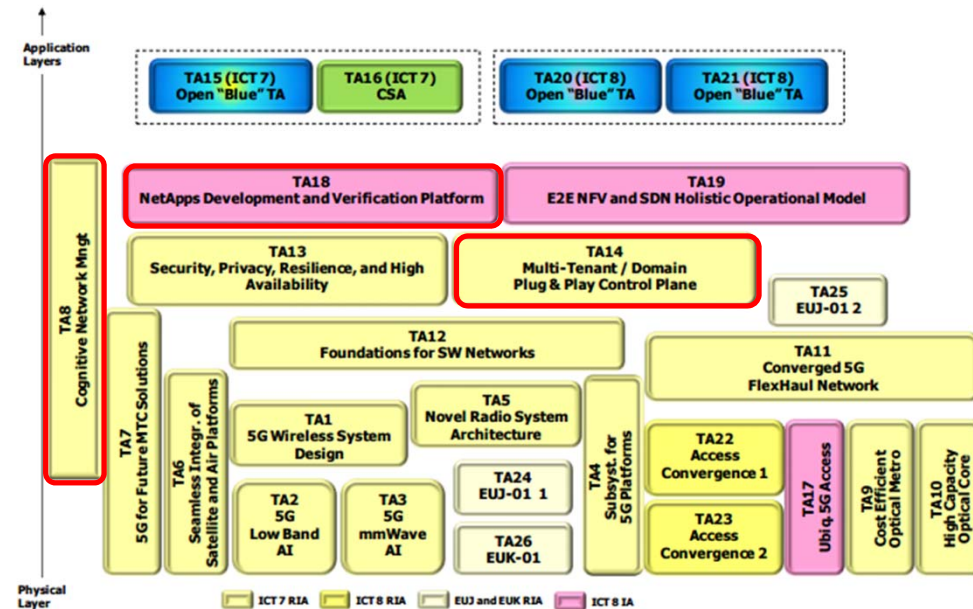 Application
Layers
TA15 (ICT 7)
Open "Blue" TA
TA16 (ICT 7)
CSA
TA20 (ICT 8)
Open "Blue" TA
TA21 (ICT 8)
Open "Blue" TA
TA8
Cognitive Network Mngt
TA18
NetApps Development and Verification Platform
TA19
E2E NFV and SDN Holistic Operational Model
TA13
Security, Privacy, Resilience, and High
Availability
TA14
Multi-Tenant / Domain
Plug & Play Control Plane
TA25
EUJ-01 2
TA7
5G for Future MTC Solutions
TA12
Foundations for SW Networks
TA11
Converged 5G
FlexHaul Network
TA6
Seamless Integr. of
Satellite and Air Platforms
TA1
5G Wireless System
Design
TA5
Novel Radio System
Architecture
TA4
Subsyst. for
5G Platforms
TA22
Access
Convergence 1
TA17
Ubiq. 5G Access
TA9
Cost Efficient
Optical Metro
TA10
High Capacity
Optical Core
TA2
5G
Low Band
AI
TA3
5G
mmWave
AI
TA24
EUJ-01 1
TA26
EUK-01
TA23
Access
Convergence 2
Physical
Layer
ICT 7 RIA
ICT 8 RIA
EUJ and EUK RIA
ICT 8 IA